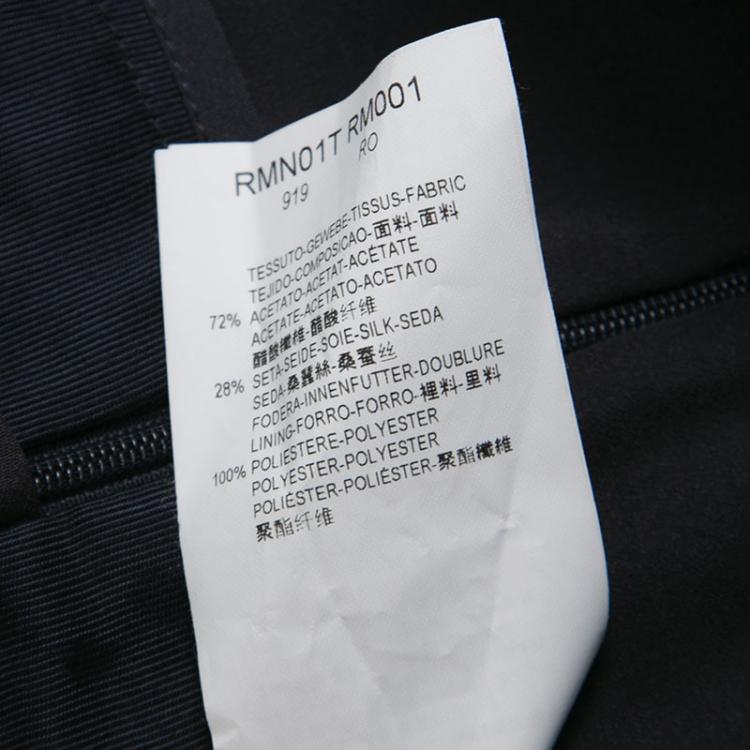 RMN01T RM001
919 RO
TESSUTO-GEWEBE-TISSUS-FABRIC
TEJIDO-COMPOSICAO-面料-面料
72% ACETATO-ACETAT-ACÉTATE
ACETATE-ACETATO-ACETATO
醋酸纖維-醋酸纤维
28% SETA-SEIDE-SOIE-SILK-SEDA
SEDA-桑蠶絲-桑蚕丝
FODERA-INNENFUTTER-DOUBLURE
LINING-FORRO-FORRO-裡料-里料
100% POLIESTERE-POLYESTER
POLYESTER-POLYESTER
POLIÉSTER-POLIÉSTER-聚酯纖維
聚酯纤维